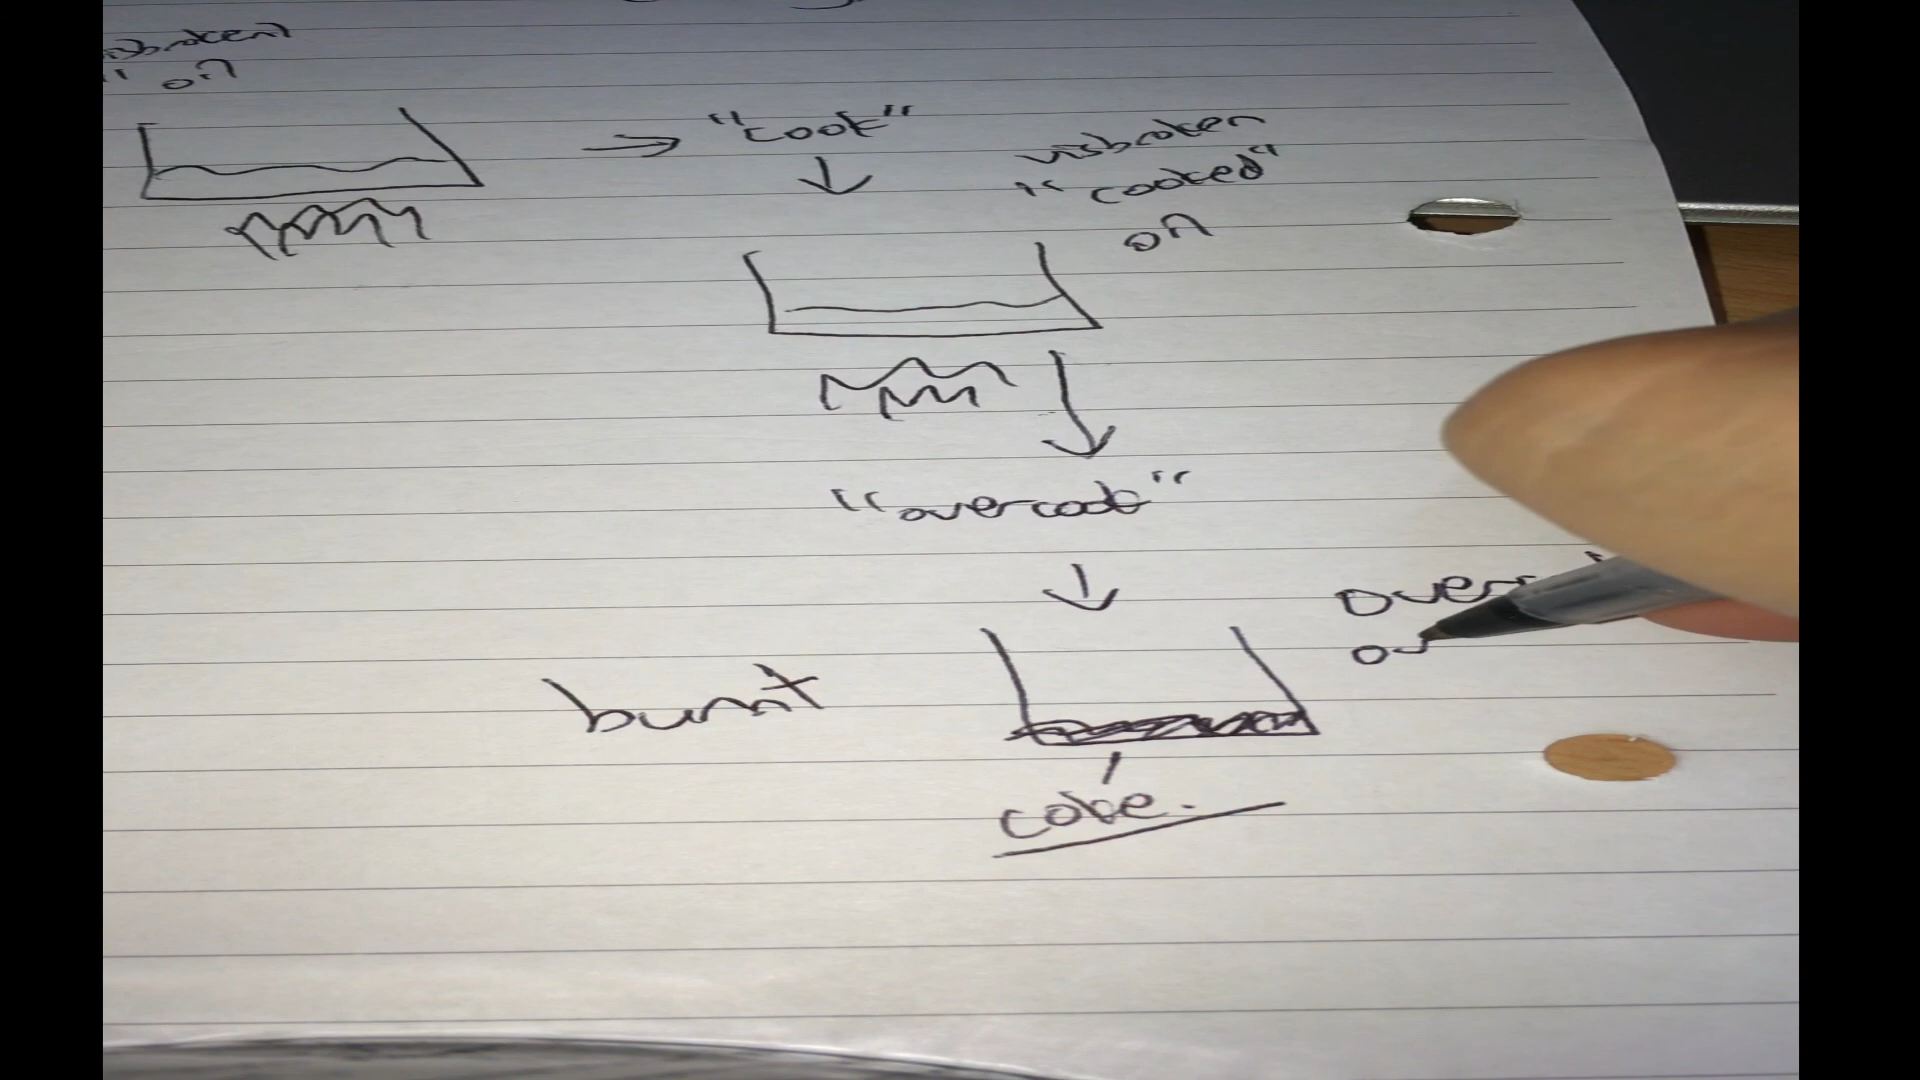 oil
"cook"
visbroken
"cooked"
oil
"overcook"
burnt
coke.